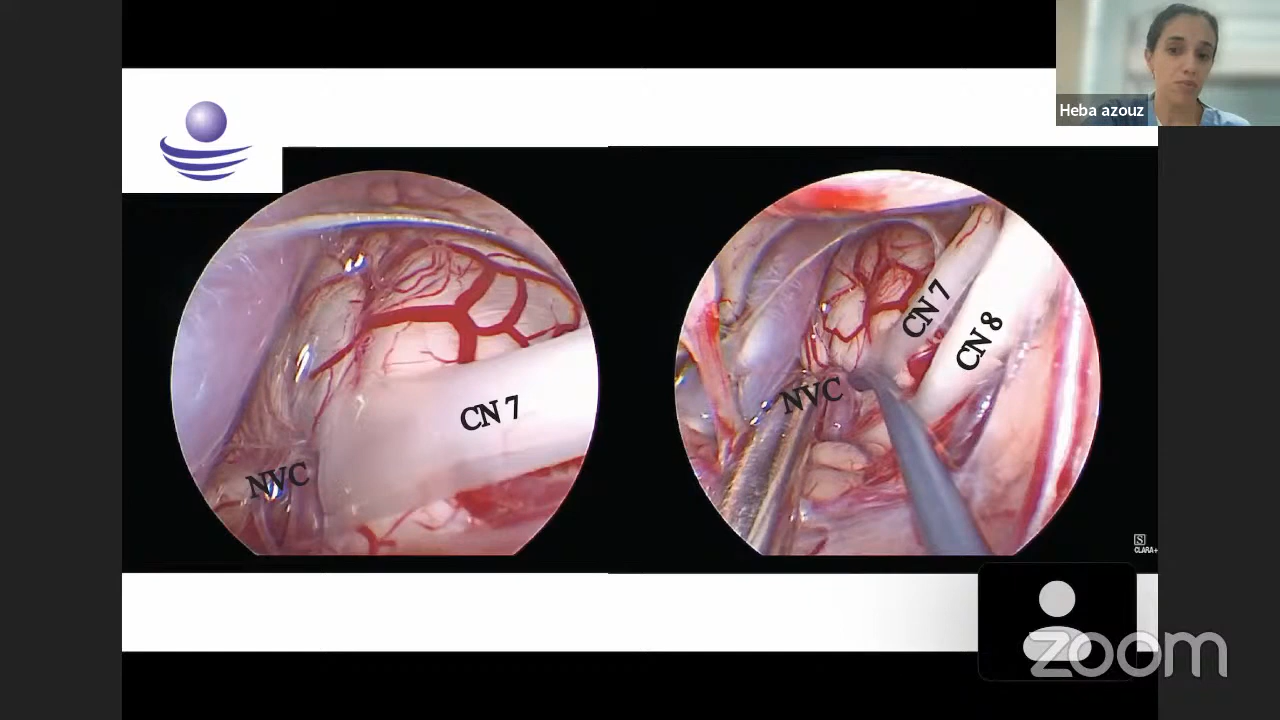 Heba azouz
CN 7
NVC
CN 7
CN 8
NVC
S
CLARA+
zoom